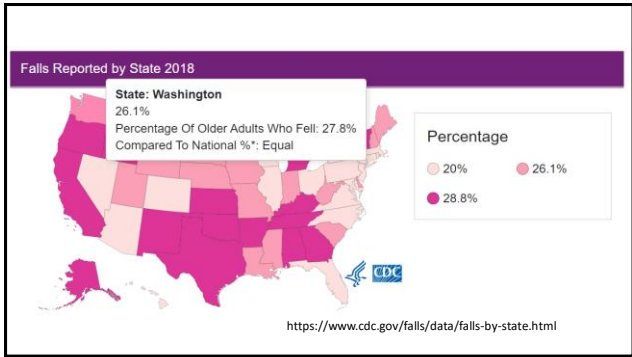 Falls Reported by State 2018
State: Washington
26.1%
Percentage Of Older Adults Who Fell: 27.8%
Compared To National %*: Equal
Percentage
20%
26.1%
28.8%
CDC
https://www.cdc.gov/falls/data/falls-by-state.html